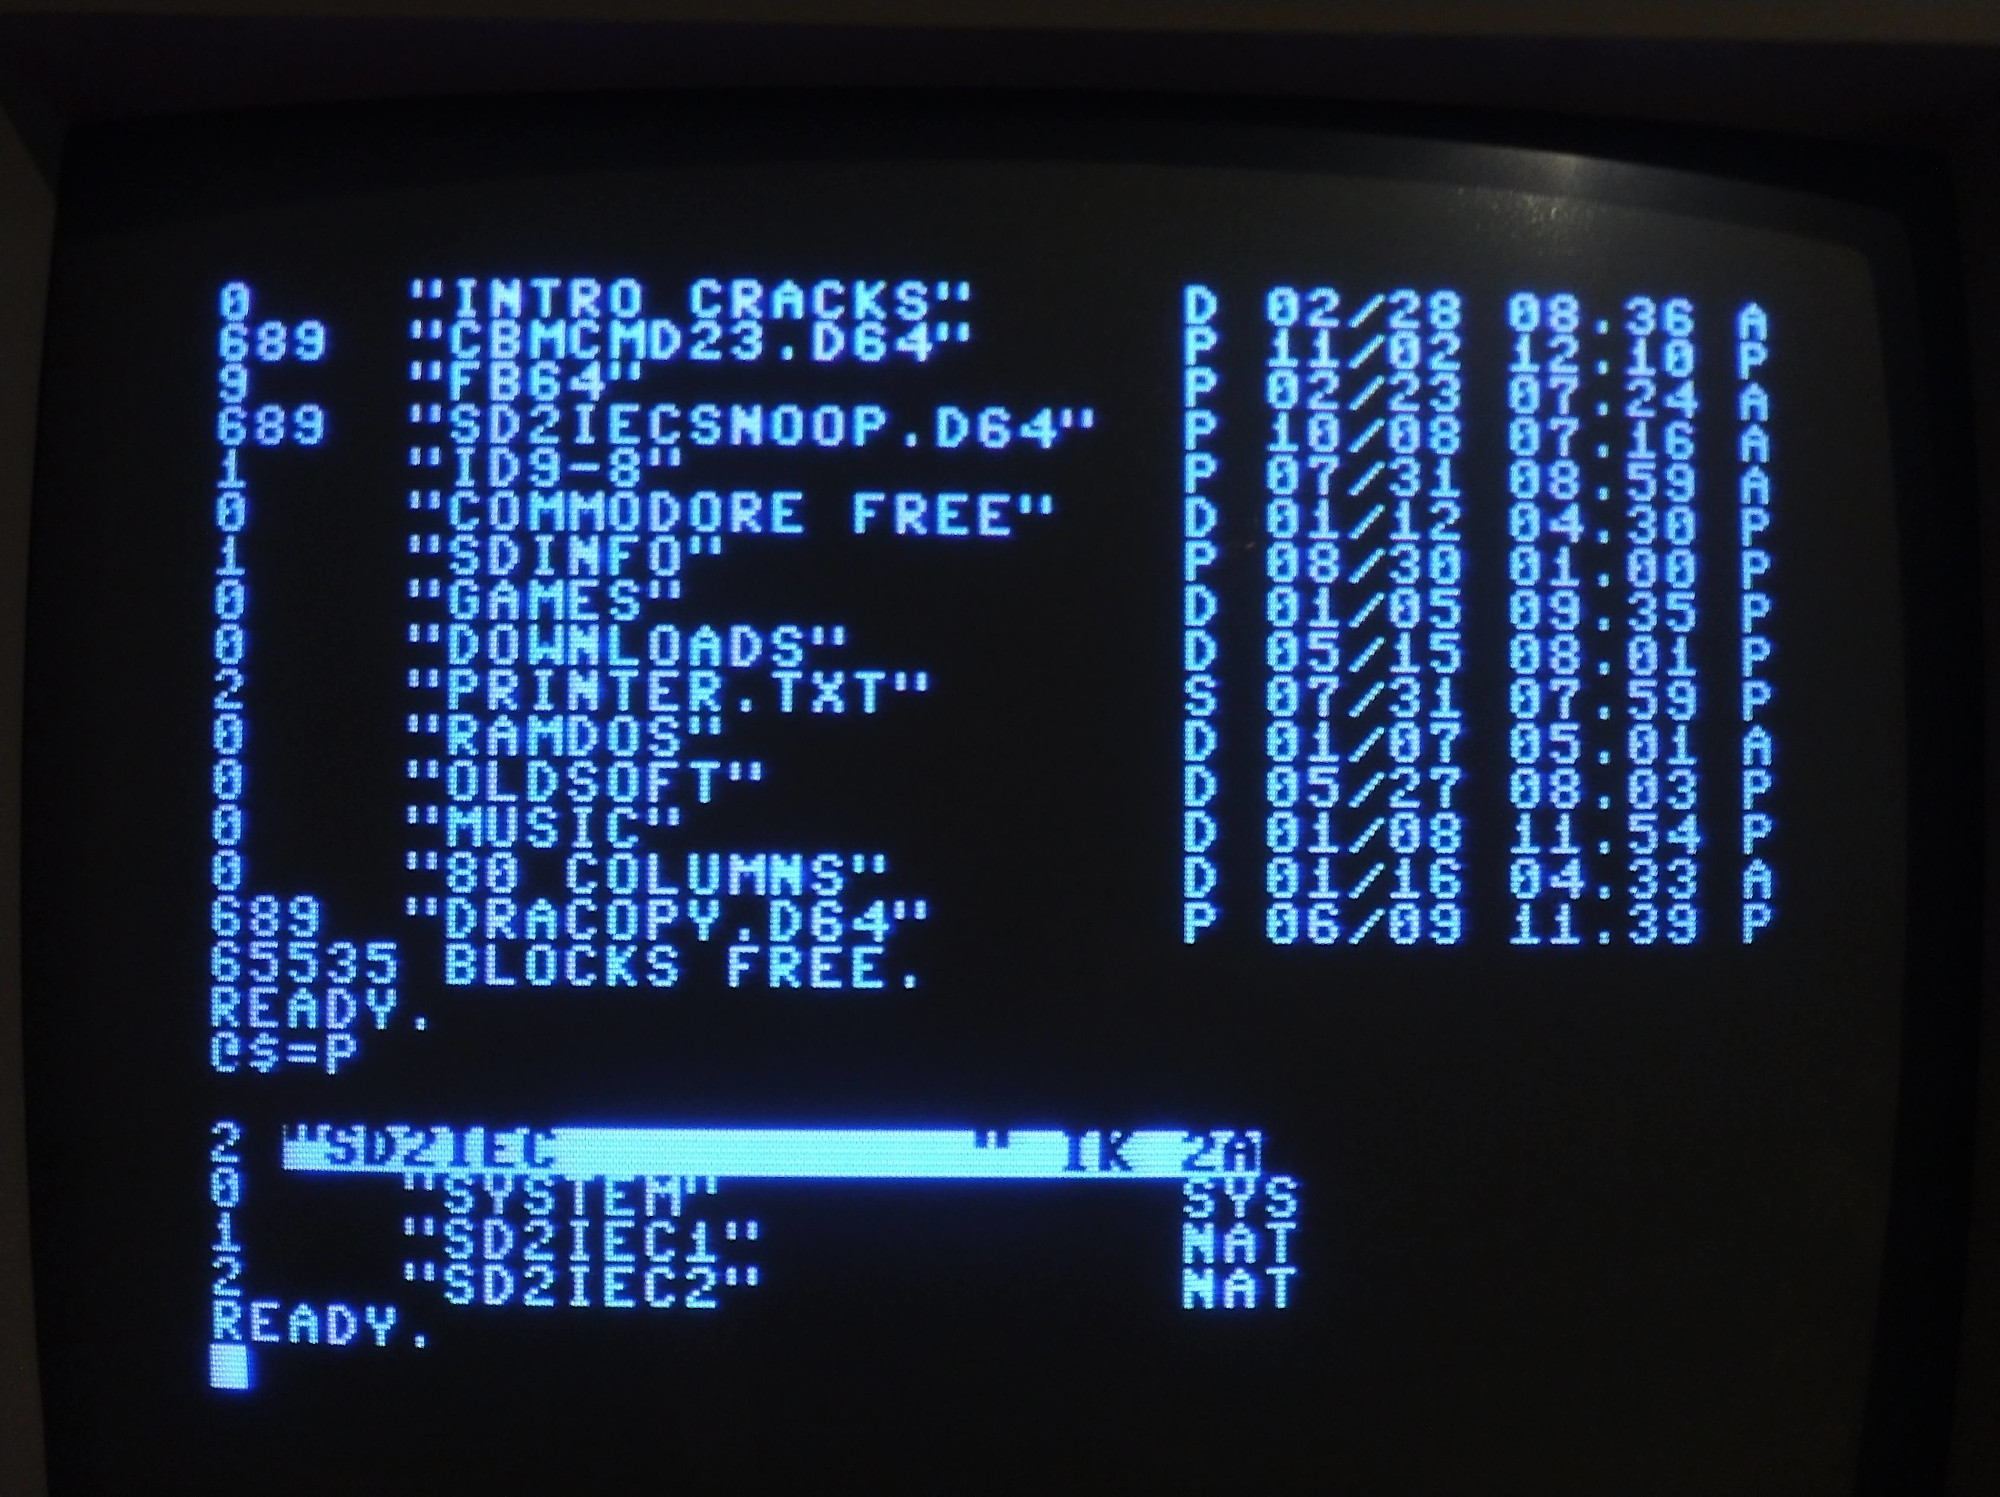 0    "INTRO CRACKS"     D 02/28 08.36 A
689  "CBMCMD23.D64"     P 11/02 12.10 P
9    "FB64"             P 02/23 07.24 A
689  "SD2IECSNOOP.D64"  P 10/08 07.16 A
1    "ID9-8"            P 07/31 08.59 A
0    "COMMODORE FREE"   D 01/12 04.30 P
1    "SDINFO"           P 08/30 01.00 P
0    "GAMES"            D 01/05 09.35 P
0    "DOWNLOADS"        D 05/15 08.01 P
2    "PRINTER.TXT"      S 07/31 07.59 P
0    "RAMDOS"           D 01/07 05.01 A
0    "OLDSOFT"          D 05/27 08.03 P
0    "MUSIC"            D 01/08 11.54 P
0    "80 COLUMNS"       D 01/16 04.33 A
689  "DRACOPY.D64"      P 06/09 11.39 P
65535 BLOCKS FREE.
READY.
@$=P
2 "SD2IEC          " IK 2A
0    "SYSTEM"           SYS
1    "SD2IEC1"          NAT
2    "SD2IEC2"          NAT
READY.